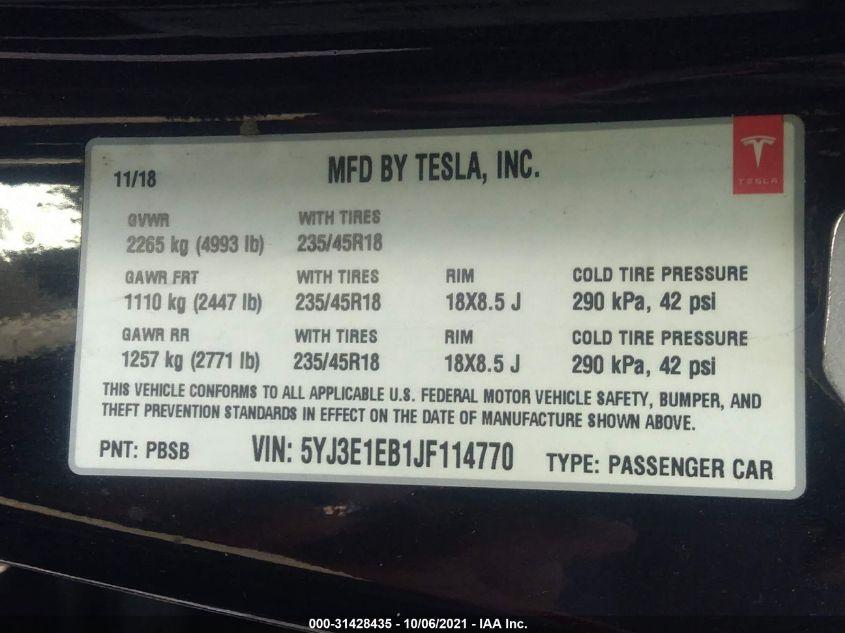 11/18 MFD BY TESLA, INC.
TESLA
GVWR WITH TIRES
2265 kg (4993 lb) 235/45R18
GAWR FRT WITH TIRES RIM COLD TIRE PRESSURE
1110 kg (2447 lb) 235/45R18 18X8.5 J 290 kPa, 42 psi
GAWR RR WITH TIRES RIM COLD TIRE PRESSURE
1257 kg (2771 lb) 235/45R18 18X8.5 J 290 kPa, 42 psi
THIS VEHICLE CONFORMS TO ALL APPLICABLE U.S. FEDERAL MOTOR VEHICLE SAFETY, BUMPER, AND
THEFT PREVENTION STANDARDS IN EFFECT ON THE DATE OF MANUFACTURE SHOWN ABOVE.
PNT: PBSB VIN: 5YJ3E1EB1JF114770 TYPE: PASSENGER CAR
000-31428435 - 10/06/2021 - IAA Inc.